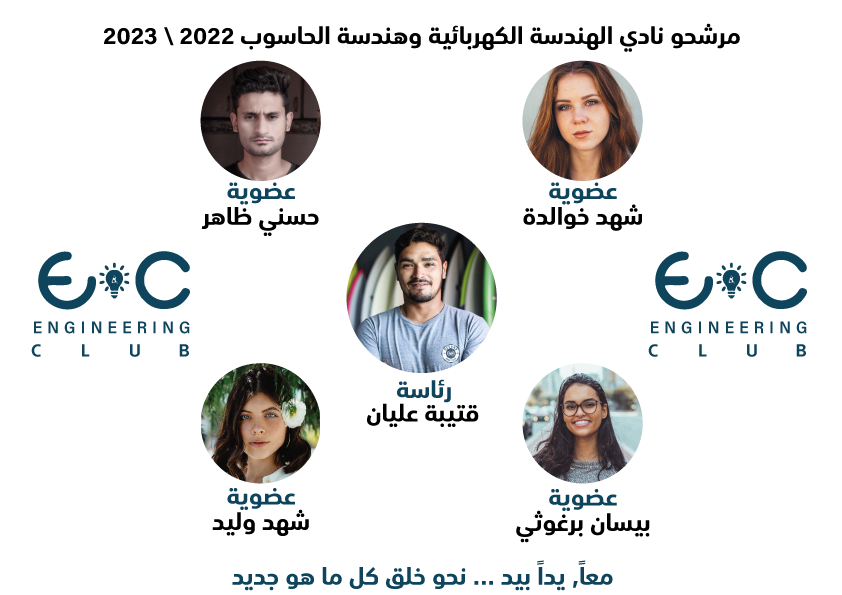 مرشحو نادي الهندسة الكهربائية وهندسة الحاسوب 2022 \ 2023
عضوية
شهد خوالدة
عضوية
حسني ظاهر
E C
ENGINEERING
CLUB
رئاسة
قتيبة عليان
E C
ENGINEERING
CLUB
عضوية
بيسان برغوثي
عضوية
شهد وليد
معاً, يداً بيد ... نحو خلق كل ما هو جديد